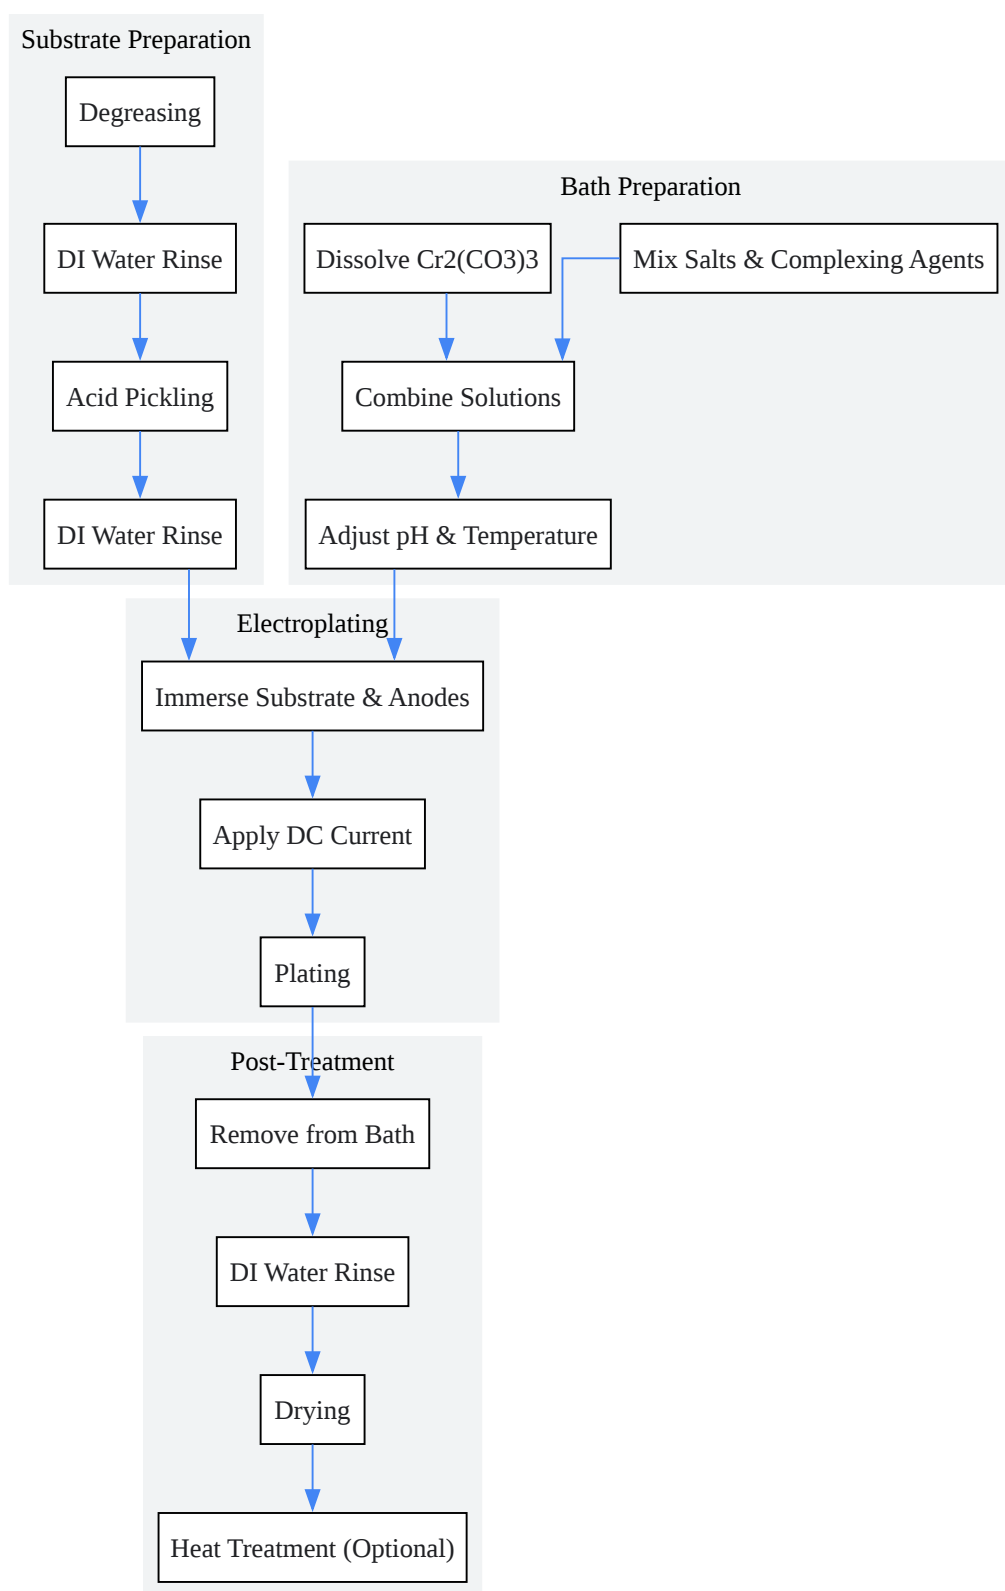 Substrate Preparation
Degreasing
DI Water Rinse
Acid Pickling
DI Water Rinse
Bath Preparation
Dissolve Cr2(CO3)3
Mix Salts & Complexing Agents
Combine Solutions
Adjust pH & Temperature
Electroplating
Immerse Substrate & Anodes
Apply DC Current
Plating
Post-Treatment
Remove from Bath
DI Water Rinse
Drying
Heat Treatment (Optional)